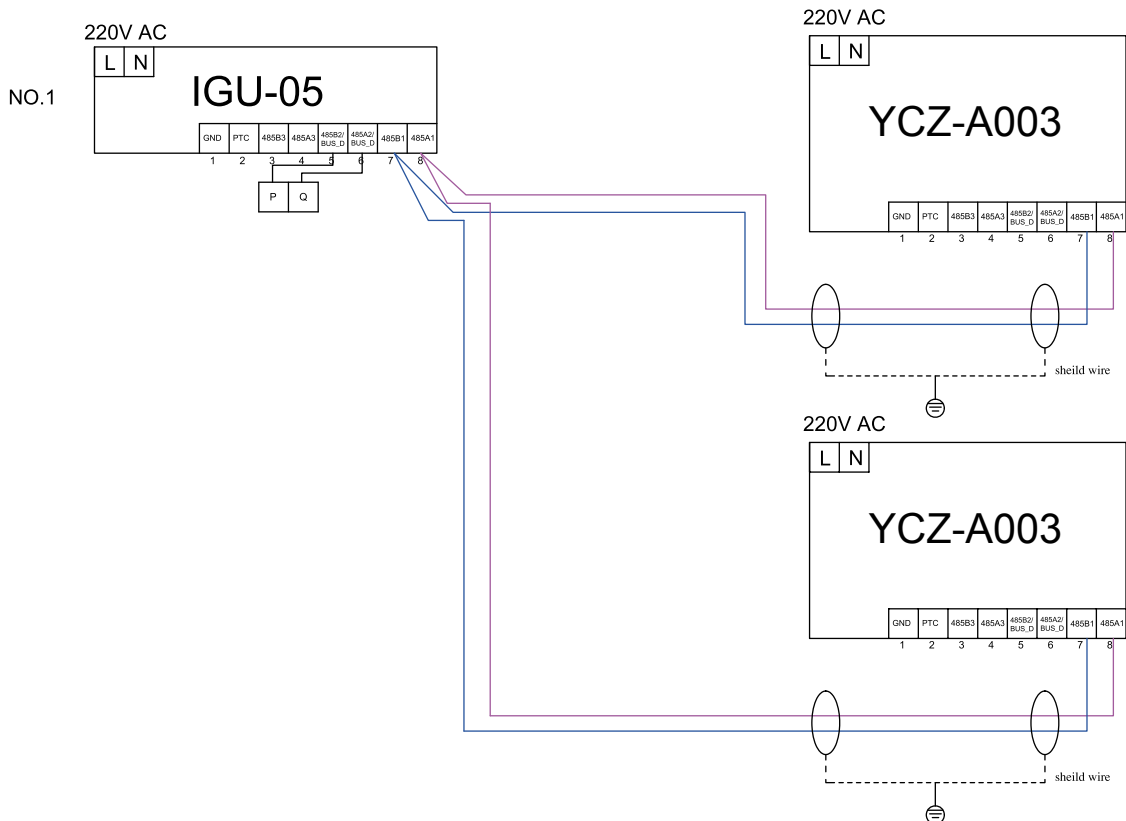 220V AC
L N
NO.1
IGU-05
GND PTC 485B3 485A3 485B2/BUS_D 485A2/BUS_D 485B1 485A1
1 2 3 4 5 6 7 8
P Q
220V AC
L N
YCZ-A003
GND PTC 485B3 485A3 485B2/BUS_D 485A2/BUS_D 485B1 485A1
1 2 3 4 5 6 7 8
sheild wire
220V AC
L N
YCZ-A003
GND PTC 485B3 485A3 485B2/BUS_D 485A2/BUS_D 485B1 485A1
1 2 3 4 5 6 7 8
sheild wire